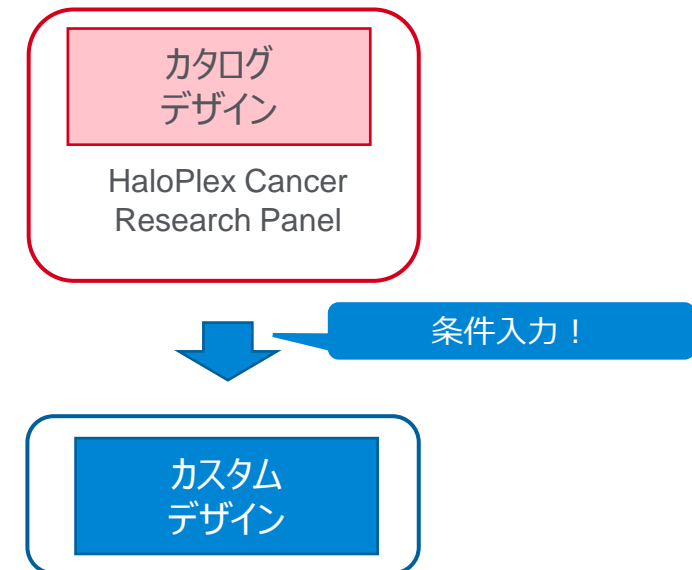 カタログ
デザイン
HaloPlex Cancer
Research Panel
条件入力！
カスタム
デザイン